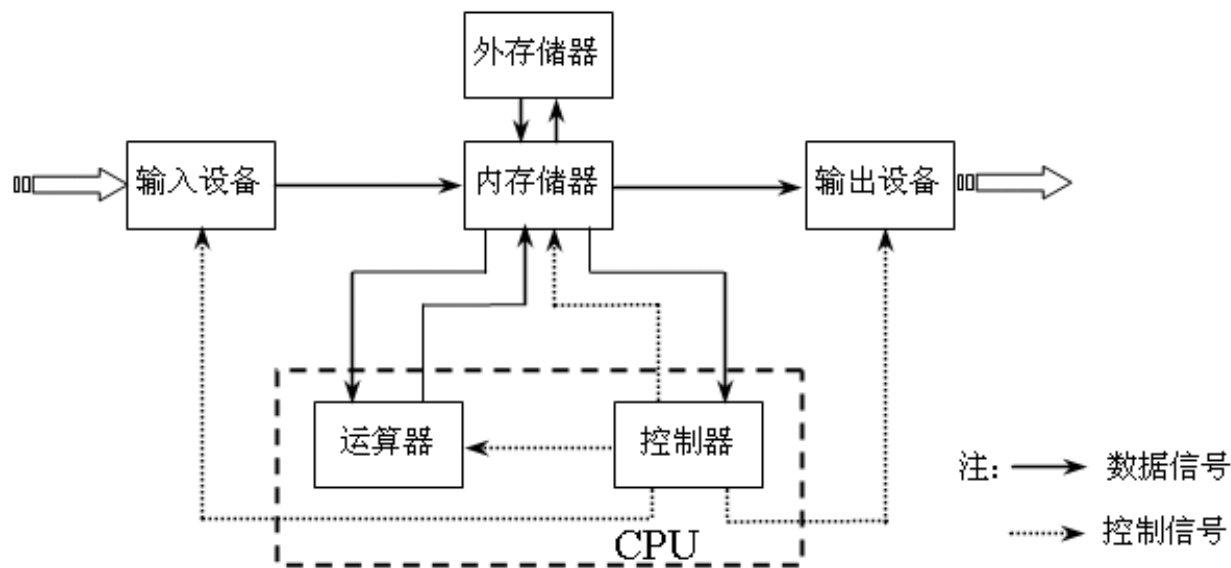 外存储器
输入设备
内存储器
输出设备
运算器
控制器
CPU
注:
数据信号
控制信号